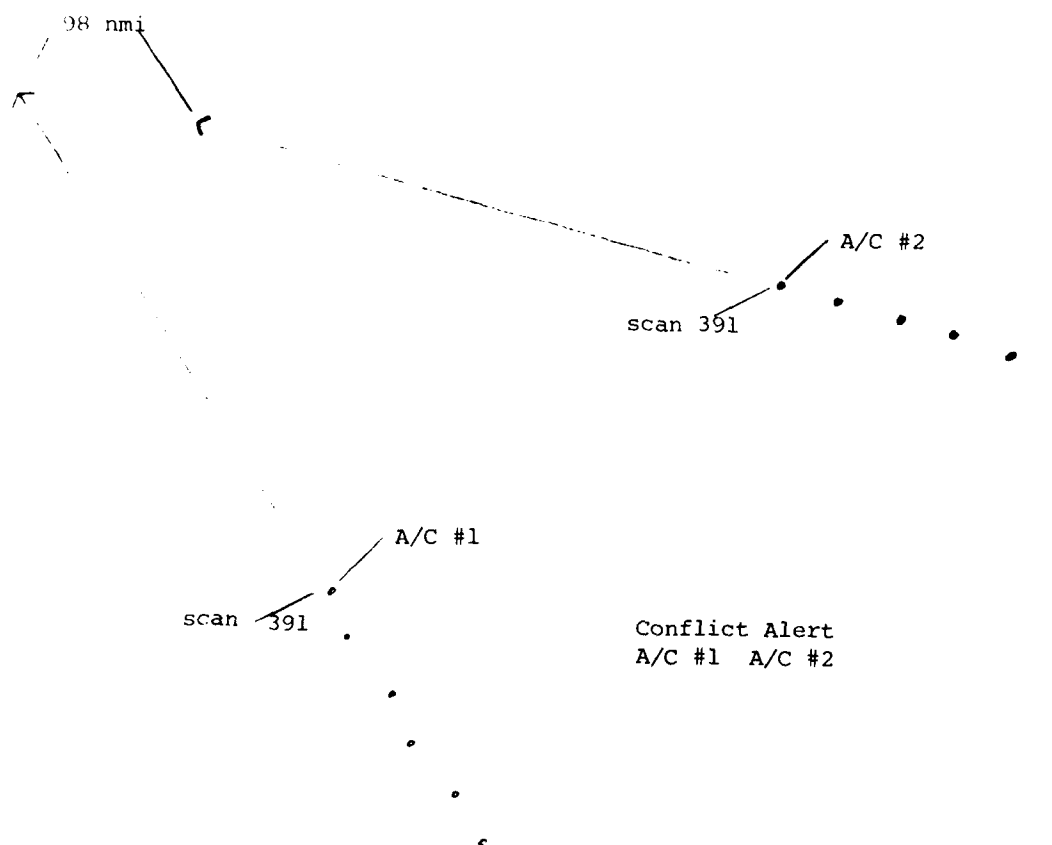 98 nmi
A/C #2
scan 391
A/C #1
scan 391
Conflict Alert
A/C #1 A/C #2